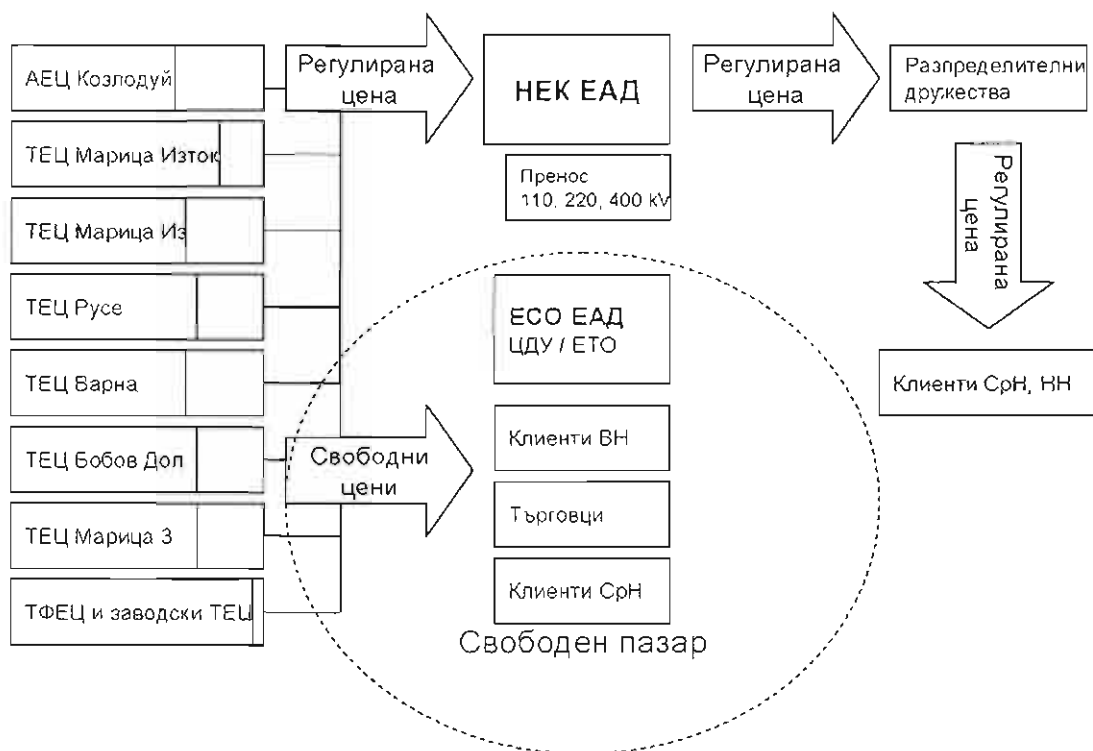 АЕЦ Козлодуй
ТЕЦ Марица Изток
ТЕЦ Марица Из
ТЕЦ Русе
ТЕЦ Варна
ТЕЦ Бобов Дол
ТЕЦ Марица 3
ТФЕЦ и заводски ТЕЦ
Регулирана
цена
НЕК ЕАД
Пренос
110, 220, 400 kV
Регулирана
цена
Разпределителни
дружества
Регулирана
цена
Клиенти СрН, НН
ЕСО ЕАД
ЦДУ / ЕТО
Свободни
цени
Клиенти ВН
Търговци
Клиенти СрН
Свободен пазар